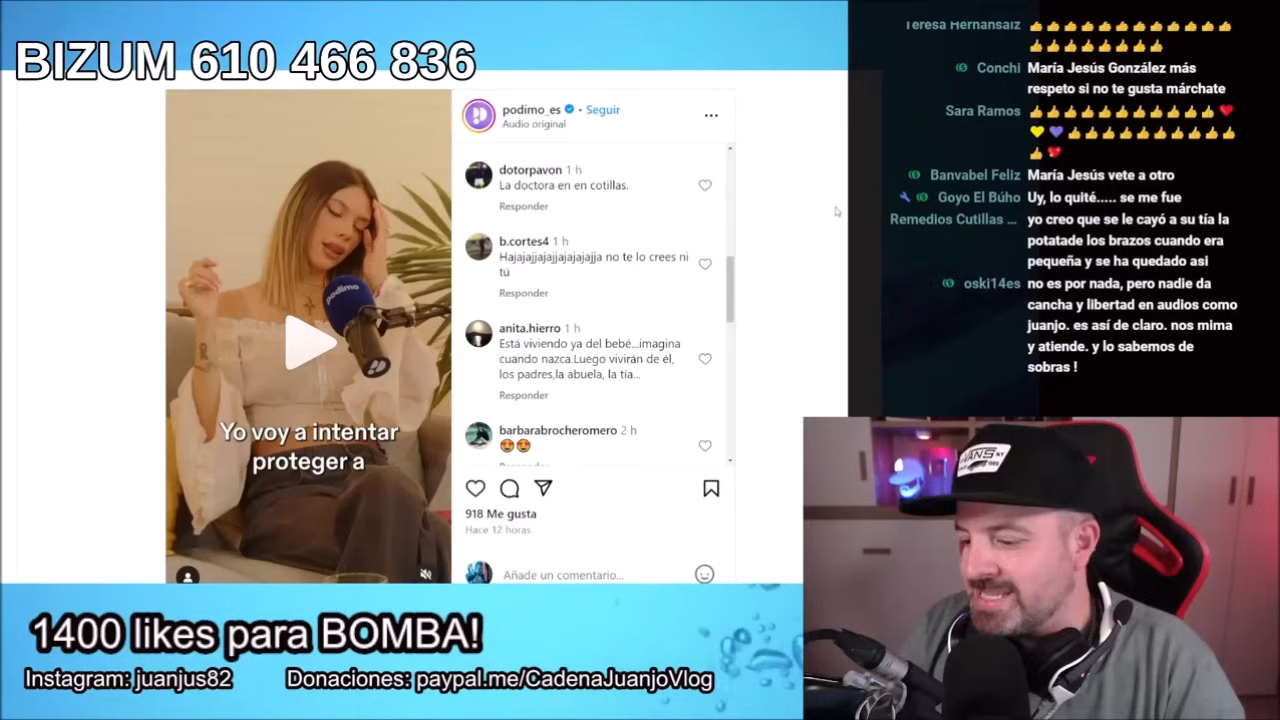 BIZUM 610 466 836
podimo_es • Seguir
Audio original
dotorpavon 1 h
La doctora en en cotillas.
Responder
b.cortes4 1 h
Hajajajjajajjajajajajja no te lo crees ni
tú
Responder
anita.hierro 1 h
Está viviendo ya del bebé...imagina
cuando nazca.Luego vivirán de él,
los padres,la abuela, la tía...
Responder
barbarabrocheromero 2 h
😍😍
918 Me gusta
Hace 12 horas
Añade un comentario...
podimo
Yo voy a intentar
proteger a
1400 likes para BOMBA!
Instagram: juanjus82 Donaciones: paypal.me/CadenaJuanjoVlog
Teresa Hernansaiz 👍👍👍👍👍👍👍👍👍👍👍👍
👍👍👍👍👍👍👍👍
Conchi María Jesús González más
respeto si no te gusta márchate
Sara Ramos 👍👍👍👍👍👍👍👍👍👍👍❤️
💛💜👍👍👍👍👍👍👍👍👍👍
👍💖
Banvabel Feliz María Jesús vete a otro
Goyo El Búho Uy, lo quité..... se me fue
Remedios Cutillas ... yo creo que se le cayó a su tía la
potatade los brazos cuando era
pequeña y se ha quedado asi
oski14es no es por nada, pero nadie da
cancha y libertad en audios como
juanjo. es así de claro. nos mima
y atiende. y lo sabemos de
sobras !
VANS